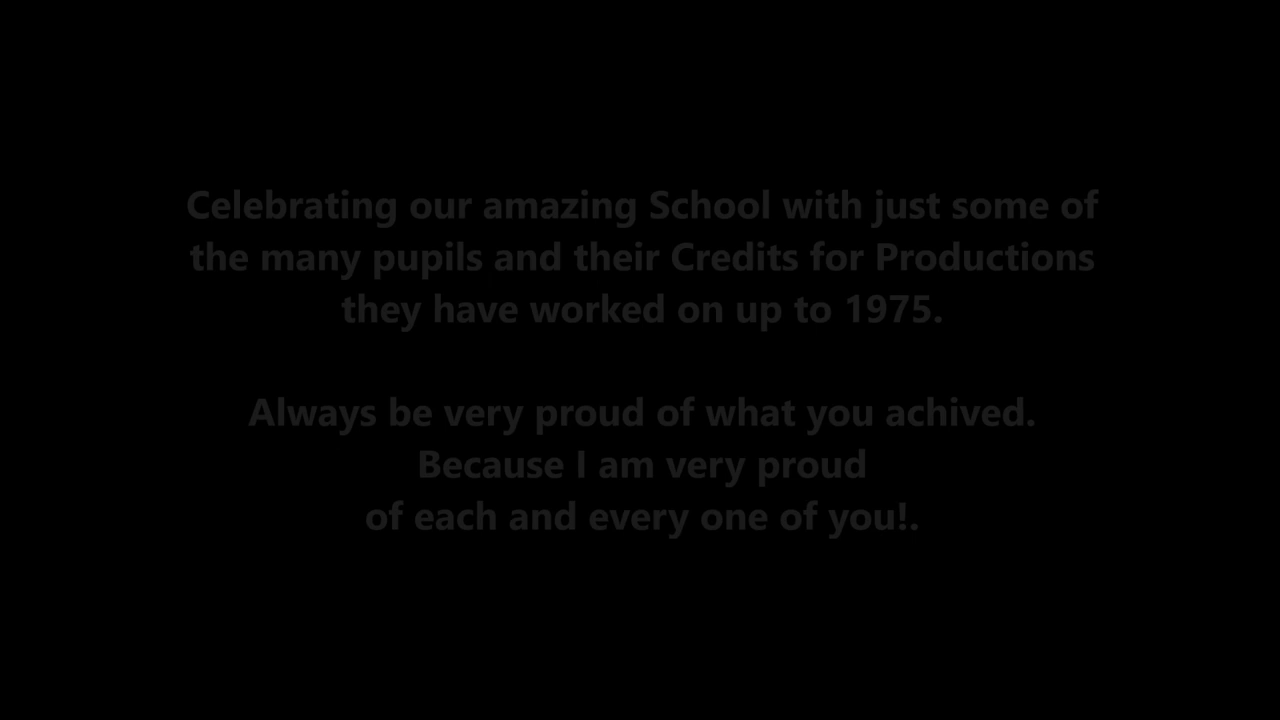 Celebrating our amazing School with just some of
the many pupils and their Credits for Productions
they have worked on up to 1975.
Always be very proud of what you achived.
Because I am very proud
of each and every one of you!.